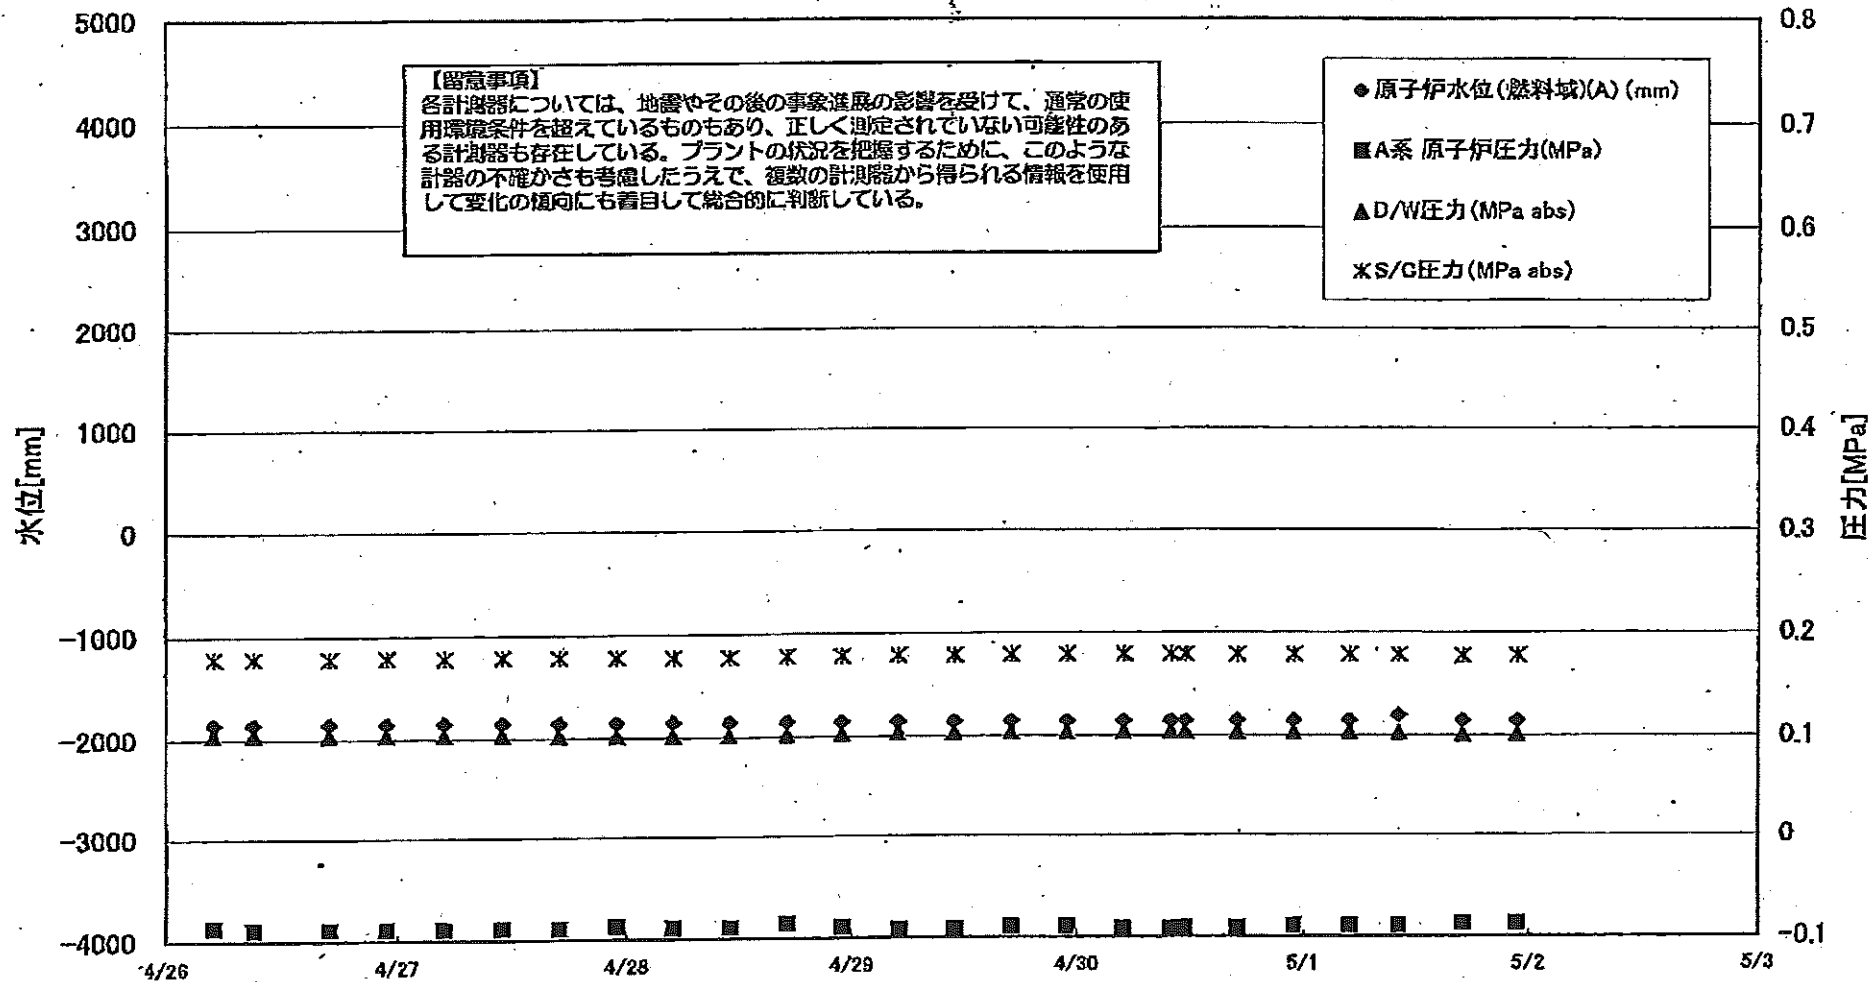 【留意事項】
各計測器については、地震やその後の事象進展の影響を受けて、通常の使
用環境条件を超えているものもあり、正しく測定されていない可能性のあ
る計測器も存在している。プラントの状況を把握するために、このような
計器の不確かさも考慮したうえで、複数の計測器から得られる情報を使用
して変化の傾向にも着目して総合的に判断している。
原子炉水位(燃料域)(A)(mm)
A系 原子炉圧力(MPa)
D/W圧力(MPa abs)
S/C圧力(MPa abs)
水位[mm]
5000
4000
3000
2000
1000
0
-1000
-2000
-3000
-4000
圧力[MPa]
0.8
0.7
0.6
0.5
0.4
0.3
0.2
0.1
0
-0.1
4/26
4/27
4/28
4/29
4/30
5/1
5/2
5/3